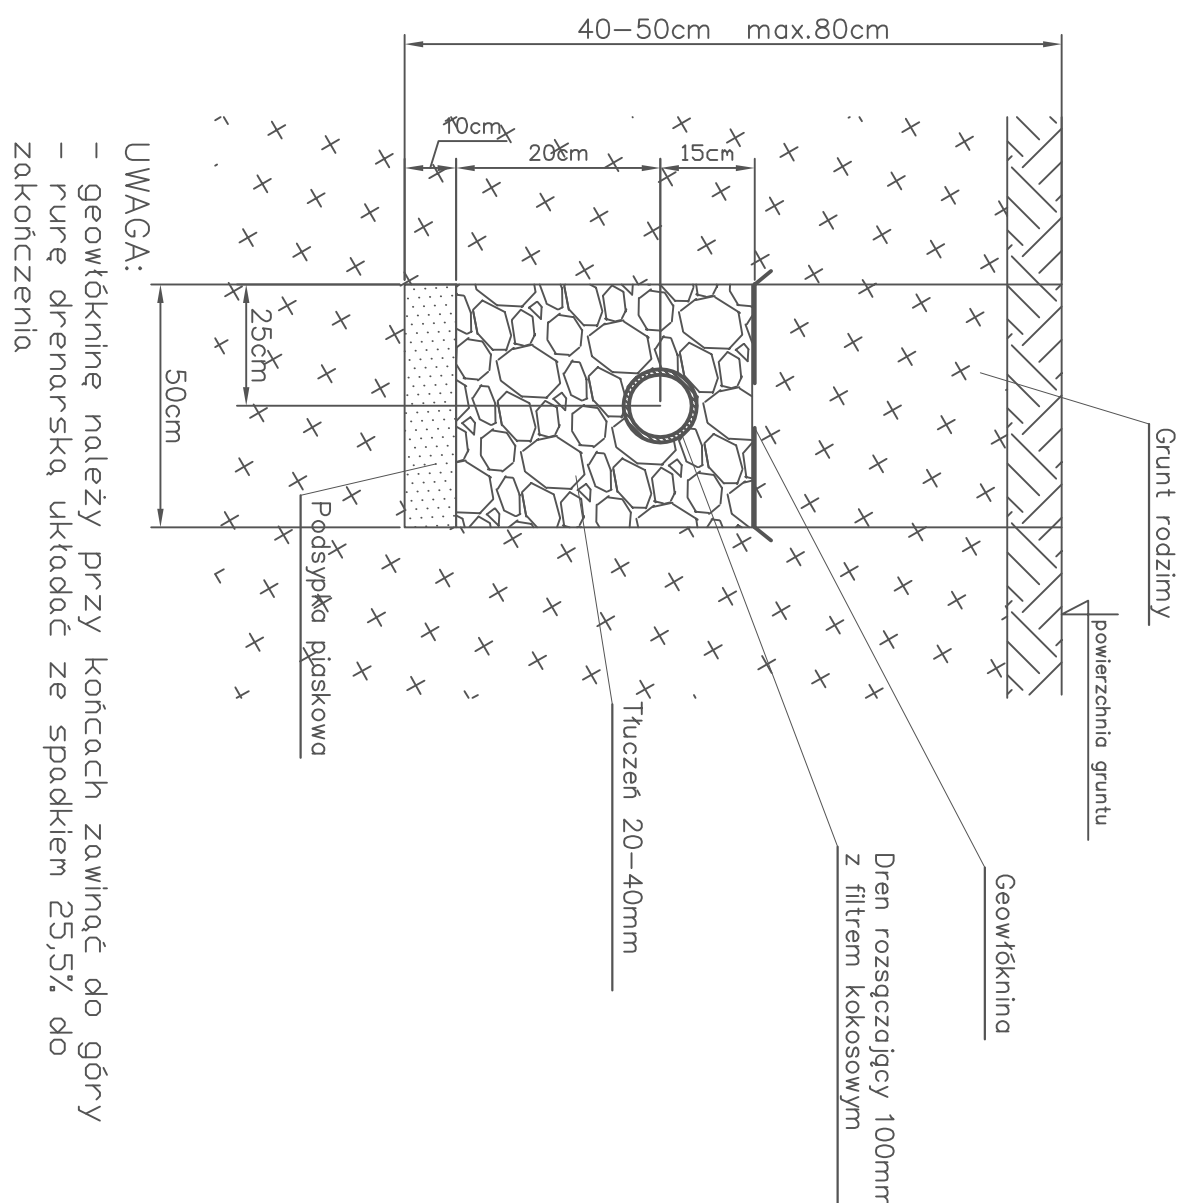 40-50cm max.80cm
10cm
20cm
15cm
25cm
50cm
Grunt rodzimy
powierzchnia gruntu
Geowłóknina
Dren rozsączający 100mm
z filtrem kokosowym
Tłuczeń 20-40mm
Podsypka piaskowa
UWAGA:
- geowłókninę należy przy końcach zawinąć do góry
- rurę drenarską układać ze spadkiem 25,5% do
zakończenia